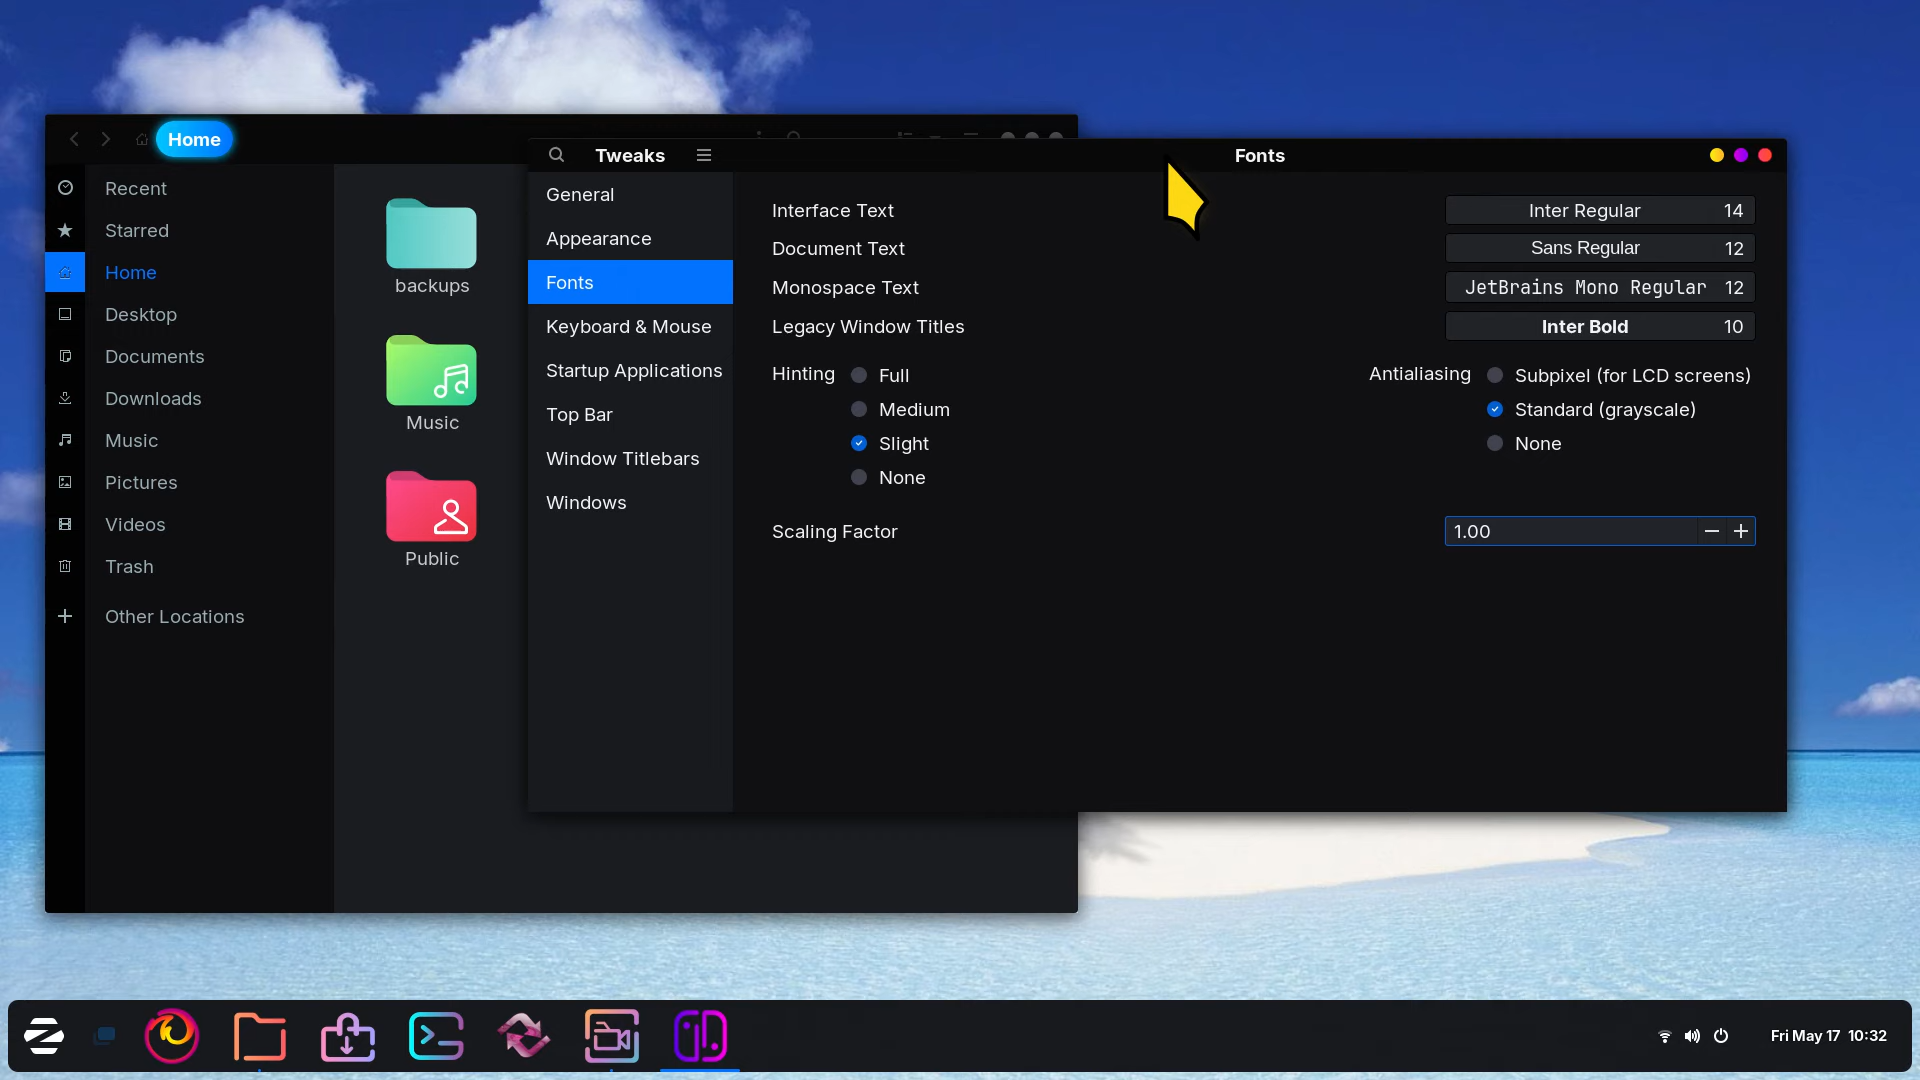 Home
Recent
Starred
Home
Desktop
Documents
Downloads
Music
Pictures
Videos
Trash
Other Locations
backups
Music
Public
Tweaks
Fonts
General
Appearance
Fonts
Keyboard & Mouse
Startup Applications
Top Bar
Window Titlebars
Windows
Interface Text
Inter Regular 14
Document Text
Sans Regular 12
Monospace Text
JetBrains Mono Regular 12
Legacy Window Titles
Inter Bold 10
Hinting
Full
Medium
Slight
None
Antialiasing
Subpixel (for LCD screens)
Standard (grayscale)
None
Scaling Factor
1.00
Fri May 17 10:32